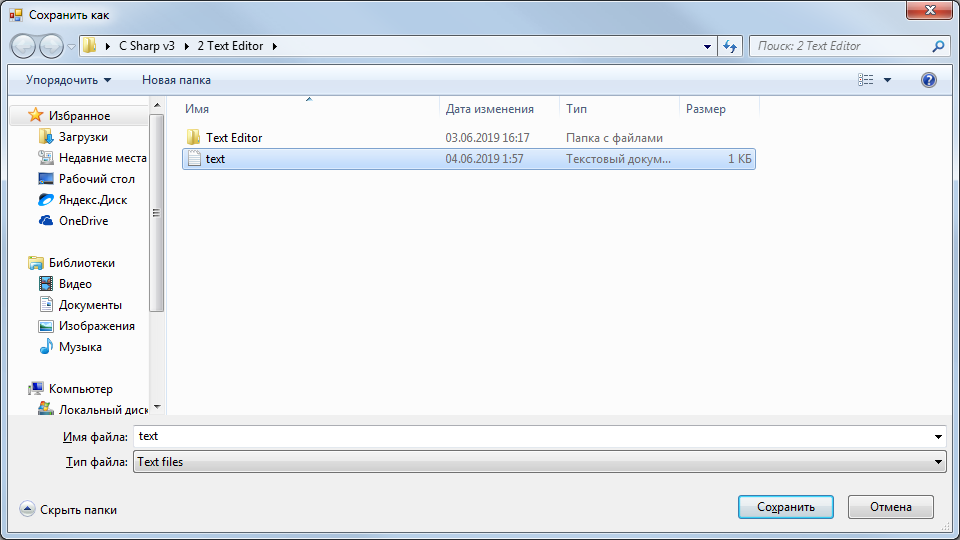 Сохранить как
C Sharp v3 2 Text Editor
Поиск: 2 Text Editor
Упорядочить Новая папка
Избранное
Загрузки
Недавние места
Рабочий стол
Яндекс.Диск
OneDrive
Библиотеки
Видео
Документы
Изображения
Музыка
Компьютер
Локальный диск
Имя Дата изменения Тип Размер
Text Editor 03.06.2019 16:17 Папка с файлами
text 04.06.2019 1:57 Текстовый докум... 1 КБ
Имя файла: text
Тип файла: Text files
Скрыть папки Сохранить Отмена